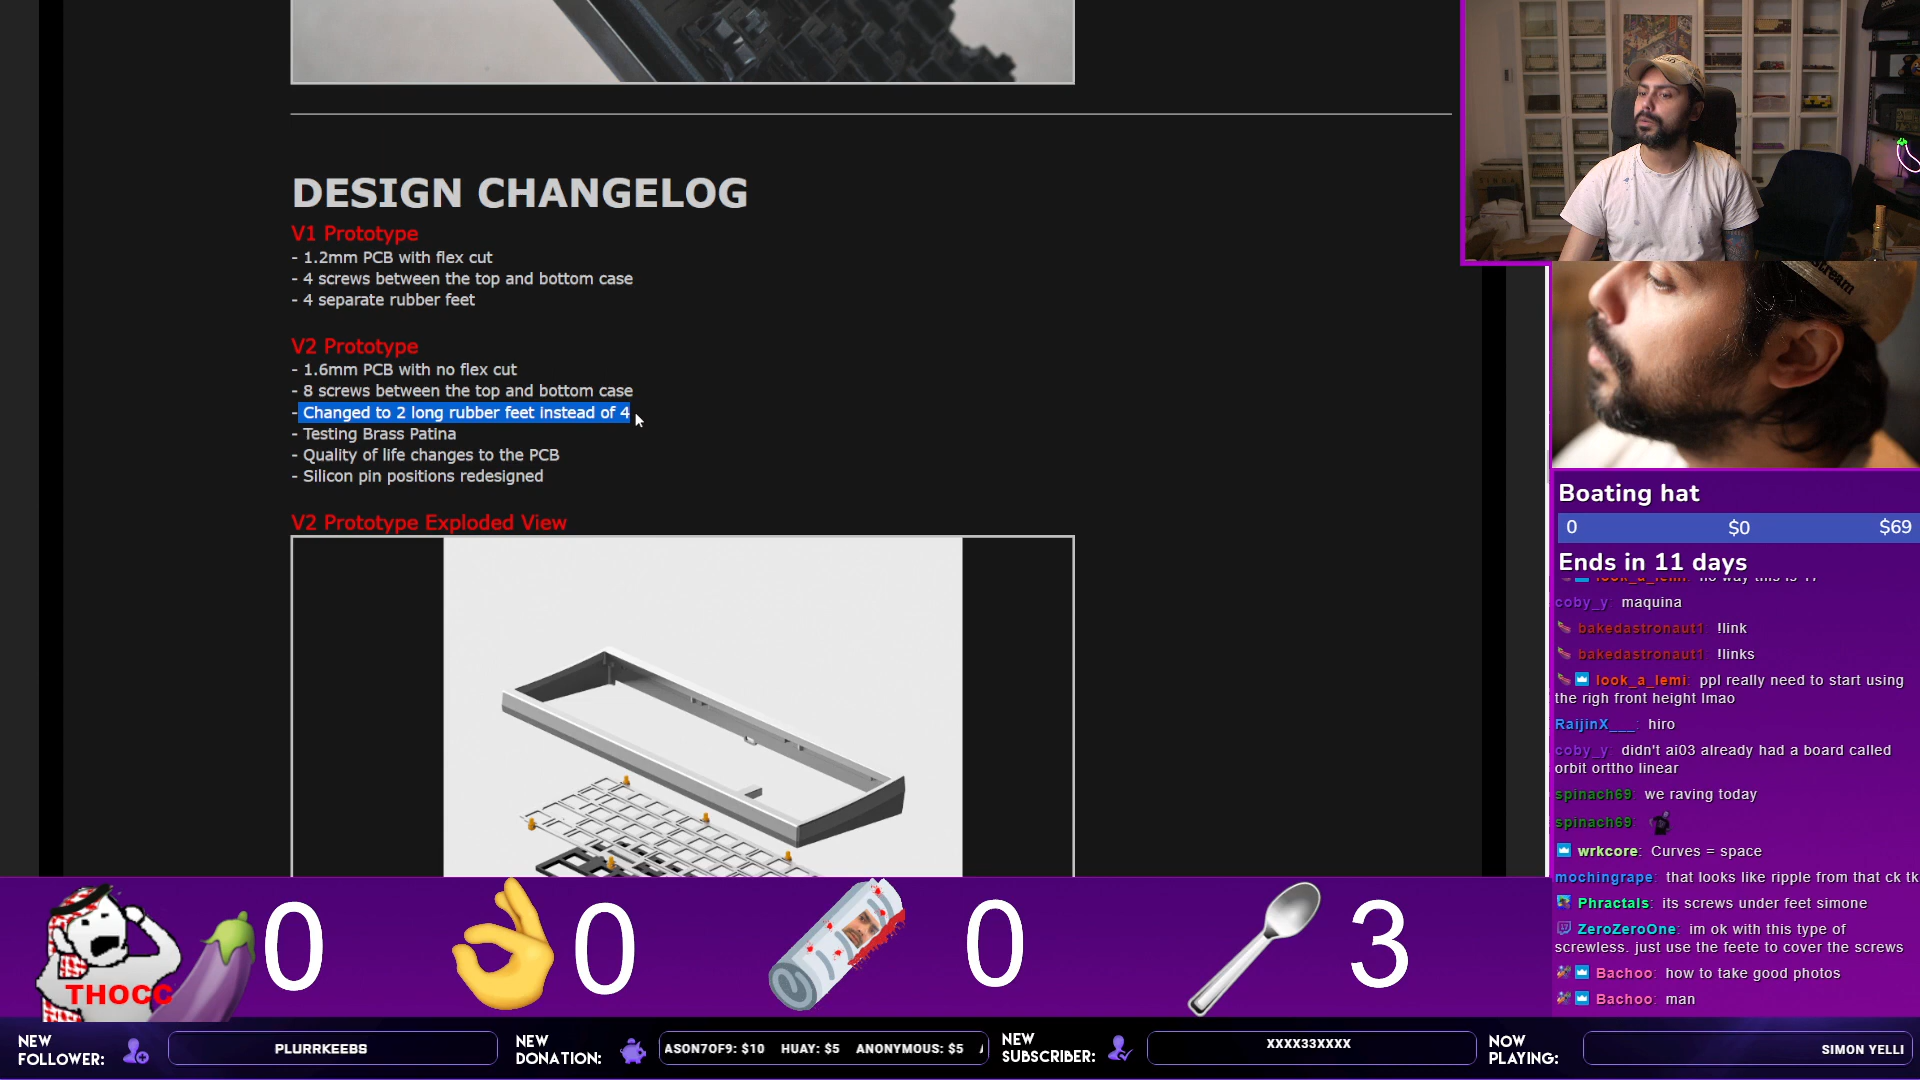 DESIGN CHANGELOG
V1 Prototype
- 1.2mm PCB with flex cut
- 4 screws between the top and bottom case
- 4 separate rubber feet
V2 Prototype
- 1.6mm PCB with no flex cut
- 8 screws between the top and bottom case
- Changed to 2 long rubber feet instead of 4
- Testing Brass Patina
- Quality of life changes to the PCB
- Silicon pin positions redesigned
V2 Prototype Exploded View
stream
Boating hat
0 $0 $69
Ends in 11 days
coby_y: maquina
bakedastronaut1: !link
bakedastronaut1: !links
look_a_lemi: ppl really need to start using
the righ front height lmao
RaijinX___: hiro
coby_y: didn't ai03 already had a board called
orbit orttho linear
spinach69: we raving today
spinach69:
wrkcore: Curves = space
mochingrape: that looks like ripple from that ck tk
Phractals: its screws under feet simone
ZeroZeroOne: im ok with this type of
screwless. just use the feete to cover the screws
Bachoo: how to take good photos
Bachoo: man
THOCC
0 0 0 3
NEW
FOLLOWER:
PLURRKEEBS
NEW
DONATION:
ASON7OF9: $10 HUAY: $5 ANONYMOUS: $5
NEW
SUBSCRIBER:
XXXX33XXXX
NOW
PLAYING:
SIMON YELLI